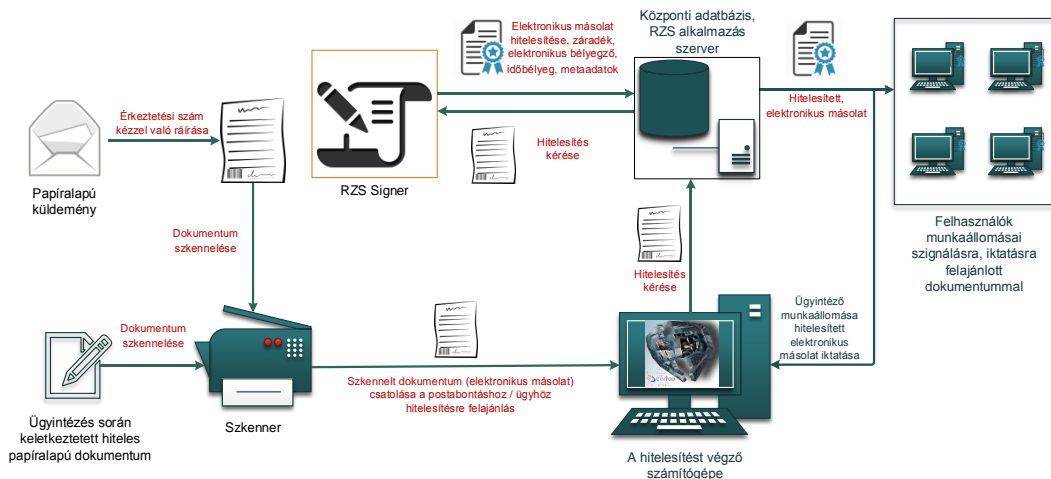 Elektronikus másolat
hitelesítése, záradék,
elektronikus bélyegző,
időbélyeg, metaadatok
Központi adatbázis,
RZS alkalmazás
szerver
Érkeztetési szám
kézzel való ráírása
Hitelesítés
kérése
Hitelesített,
elektronikus másolat
Papíralapú
küldemény
RZS Signer
Dokumentum
szkennelése
Hitelesítés
kérése
Felhasználók
munkaállomásai
szignálásra, iktatásra
felajánlott
dokumentummal
Dokumentum
szkennelése
Szkennelt dokumentum (elektronikus másolat)
csatolása a postabontáshoz / ügyhöz
hitelesítésre felajánlás
Ügyintéző
munkaállomása
hitelesített
elektronikus
másolat iktatása
Ügyintézés során
keletkeztetett hiteles
papíralapú dokumentum
Szkenner
A hitelesítést végző
számítógépe